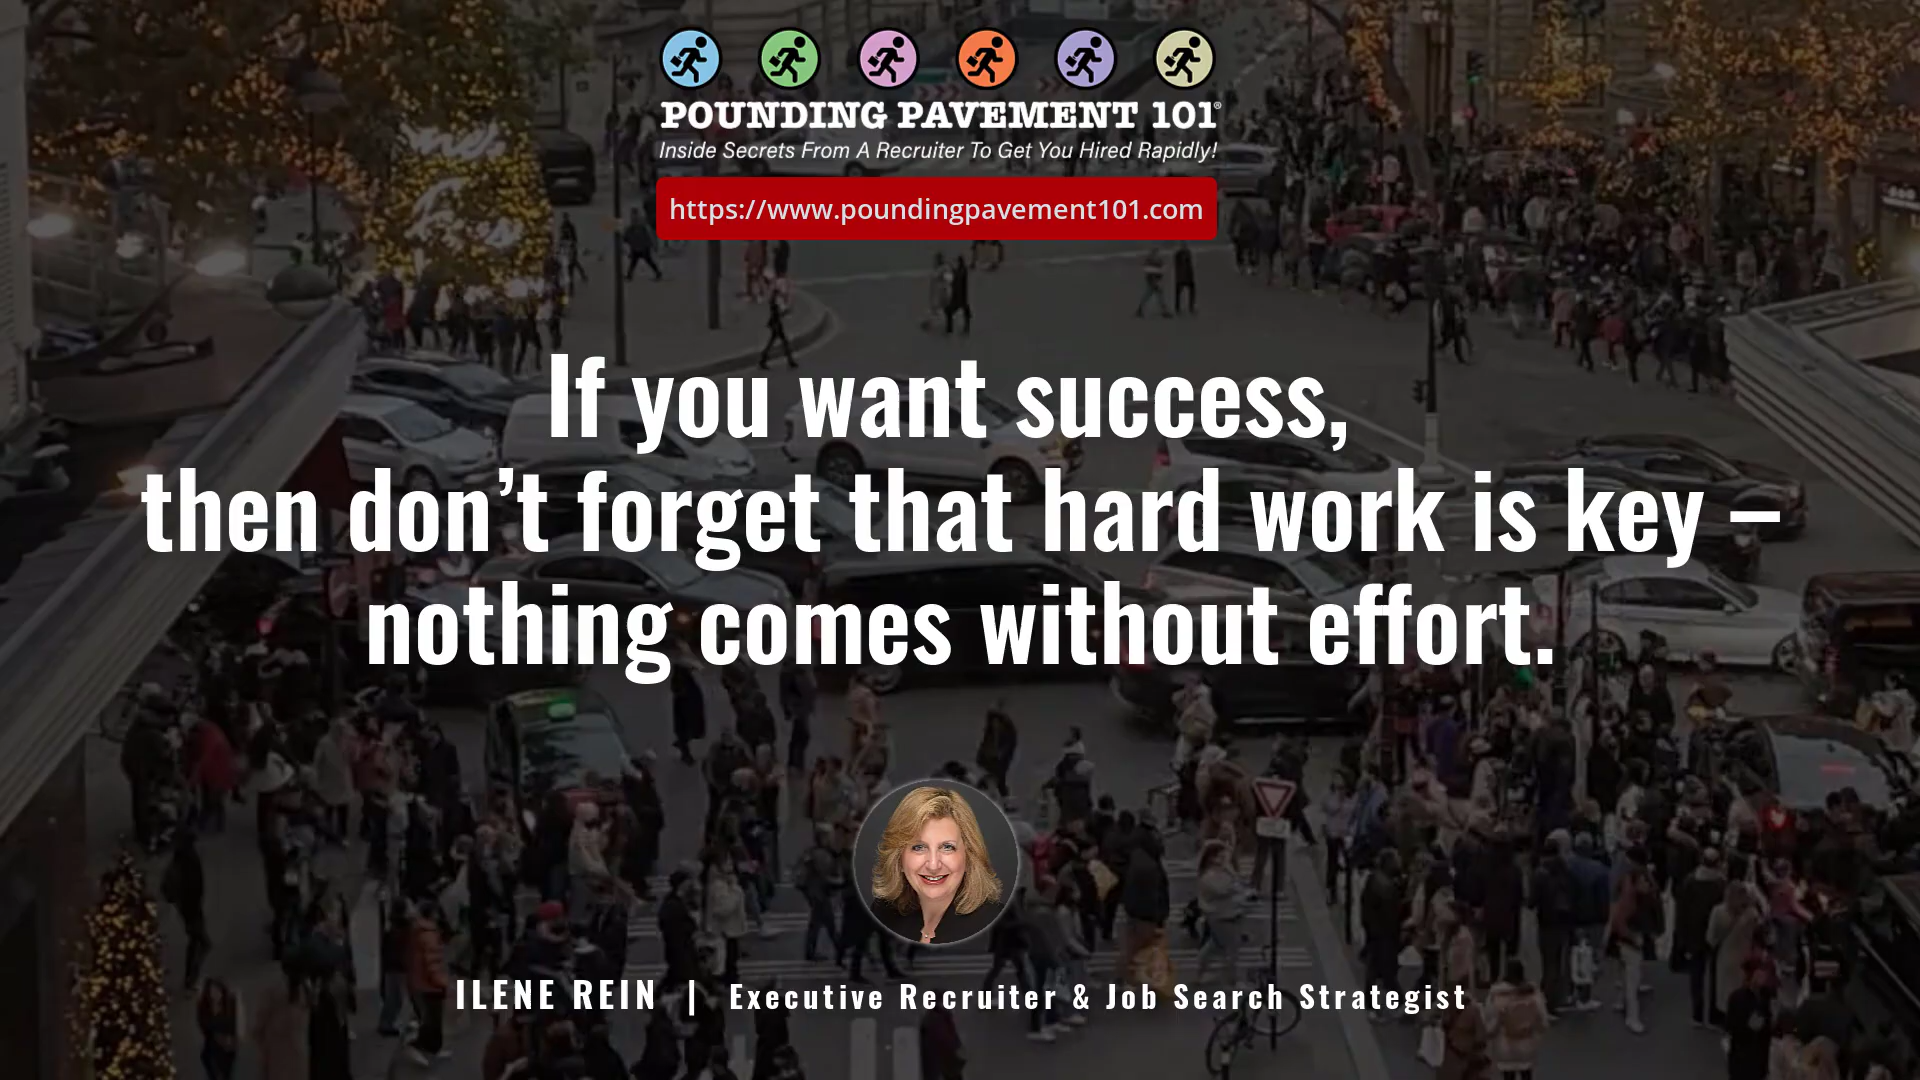 POUNDING PAVEMENT 101®
Inside Secrets From A Recruiter To Get You Hired Rapidly!
https://www.poundingpavement101.com
If you want success,
then don’t forget that hard work is key –
nothing comes without effort.
ILENE REIN | Executive Recruiter & Job Search Strategist